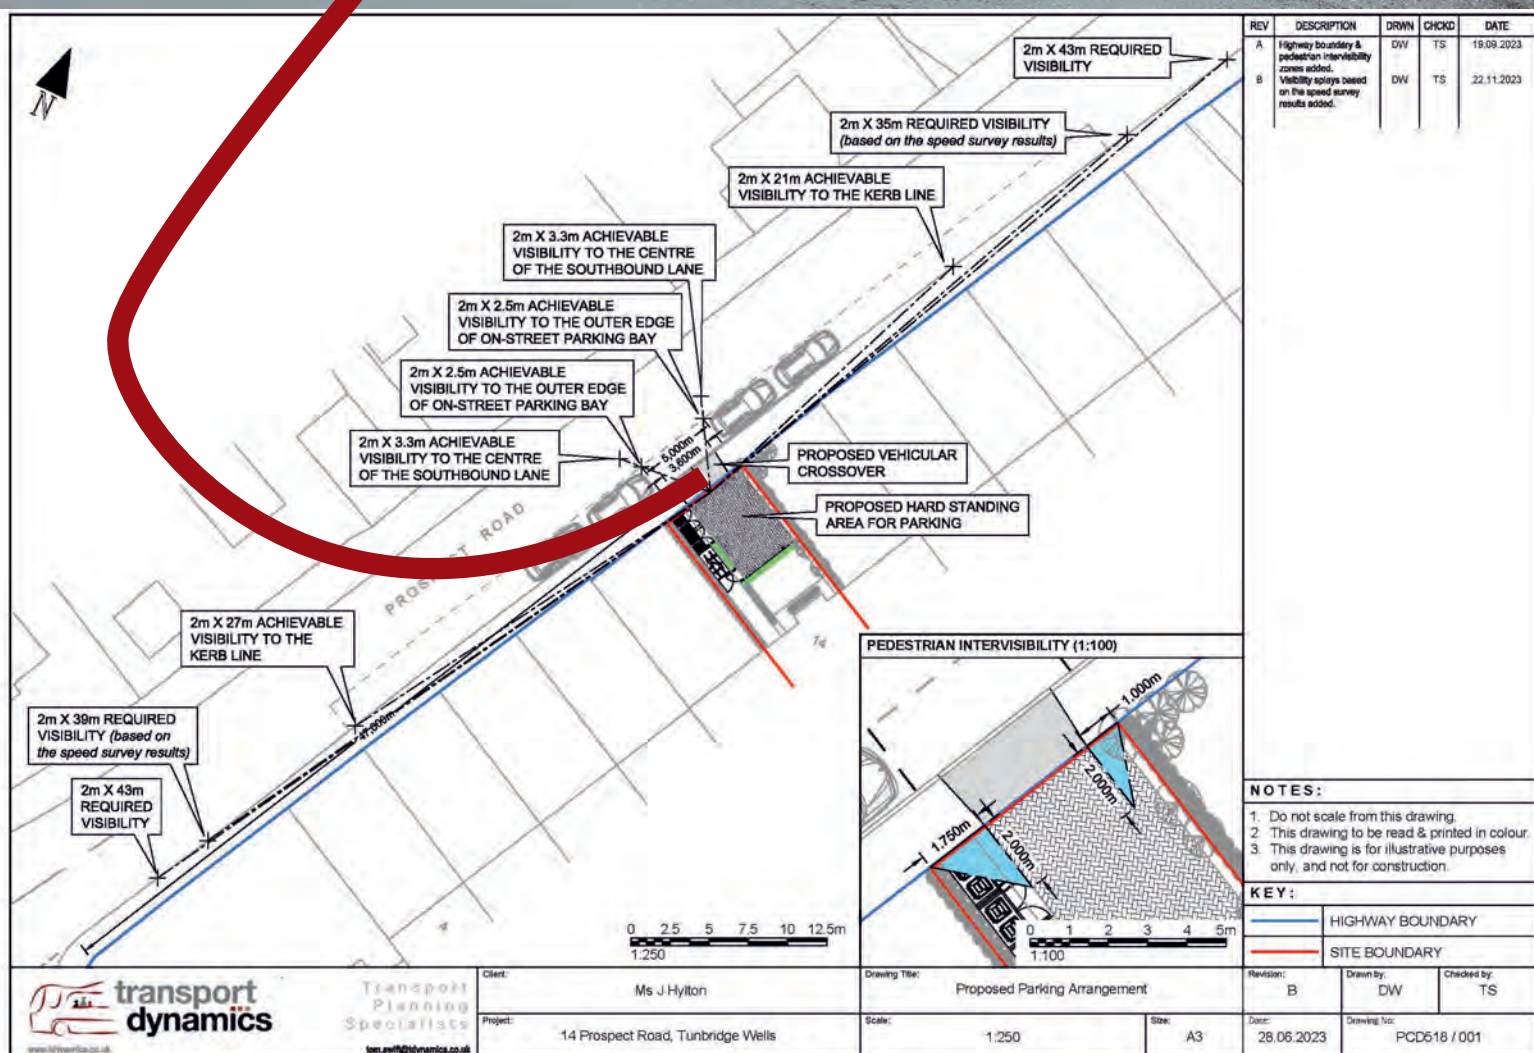 REV DESCRIPTION DRWN CHCKD DATE
A Highway boundary & DW TS 19.09.2023
pedestrian intervisibility
zones added.
B Visibility splays based DW TS 22.11.2023
on the speed survey
results added.
N
2m X 43m REQUIRED
VISIBILITY
2m X 35m REQUIRED VISIBILITY
(based on the speed survey results)
2m X 21m ACHIEVABLE
VISIBILITY TO THE KERB LINE
2m X 3.3m ACHIEVABLE
VISIBILITY TO THE CENTRE
OF THE SOUTHBOUND LANE
2m X 2.5m ACHIEVABLE
VISIBILITY TO THE OUTER EDGE
OF ON-STREET PARKING BAY
2m X 2.5m ACHIEVABLE
VISIBILITY TO THE OUTER EDGE
OF ON-STREET PARKING BAY
2m X 3.3m ACHIEVABLE
VISIBILITY TO THE CENTRE
OF THE SOUTHBOUND LANE
5,000m
3,600m
PROPOSED VEHICULAR
CROSSOVER
PROPOSED HARD STANDING
AREA FOR PARKING
ROAD
14
2m X 27m ACHIEVABLE
VISIBILITY TO THE
KERB LINE
47,000m
2m X 39m REQUIRED
VISIBILITY (based on
the speed survey results)
2m X 43m
REQUIRED
VISIBILITY
4
0 2.5 5 7.5 10 12.5m
1:250
PEDESTRIAN INTERVISIBILITY (1:100)
1.000m
2.000m
1.750m
2.000m
0 1 2 3 4 5m
1:100
NOTES:
1. Do not scale from this drawing.
2 This drawing to be read & printed in colour.
3. This drawing is for illustrative purposes
only, and not for construction.
KEY:
HIGHWAY BOUNDARY
SITE BOUNDARY
transport
dynamics
Transport
Planning
Specialists
Client:
Ms J Hylton
Project:
14 Prospect Road, Tunbridge Wells
Drawing Title:
Proposed Parking Arrangement
Scale:
1:250
Size:
A3
Revision:
B
Drawn by:
DW
Checked by:
TS
Date:
28.06.2023
Drawing No:
PCD518 / 001